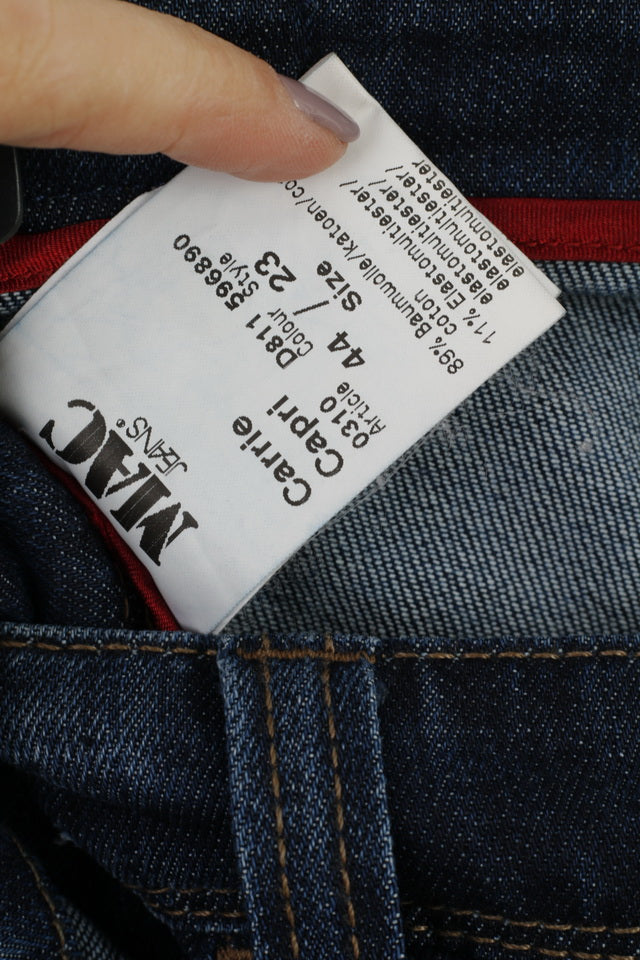 MAC
JEANS®
Carrie
Capri
0310 D811 596890
Article Colour Style
44 / 23
Size
89% Baumwolle/katoen/
cotton
11% Elastomultiester/
elastomultiester/
elastomultiester/
elastomultiester